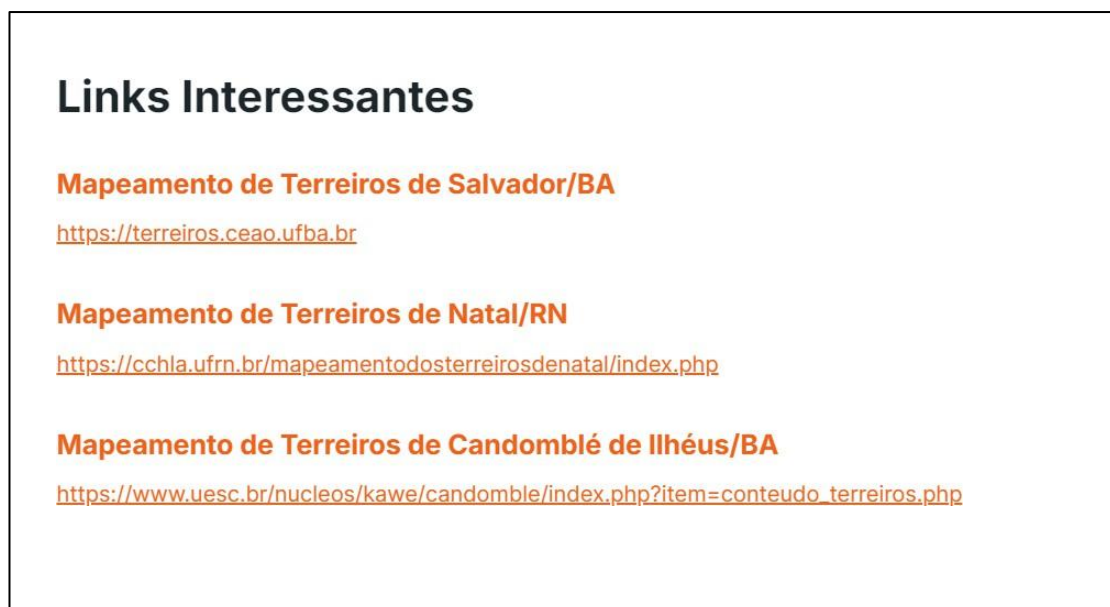 Links Interessantes
Mapeamento de Terreiros de Salvador/BA
https://terreiros.ceao.ufba.br
Mapeamento de Terreiros de Natal/RN
https://cchla.ufrn.br/mapeamentodosterreirosdenatal/index.php
Mapeamento de Terreiros de Candomblé de Ilhéus/BA
https://www.uesc.br/nucleos/kawe/candomble/index.php?item=conteudo_terreiros.php